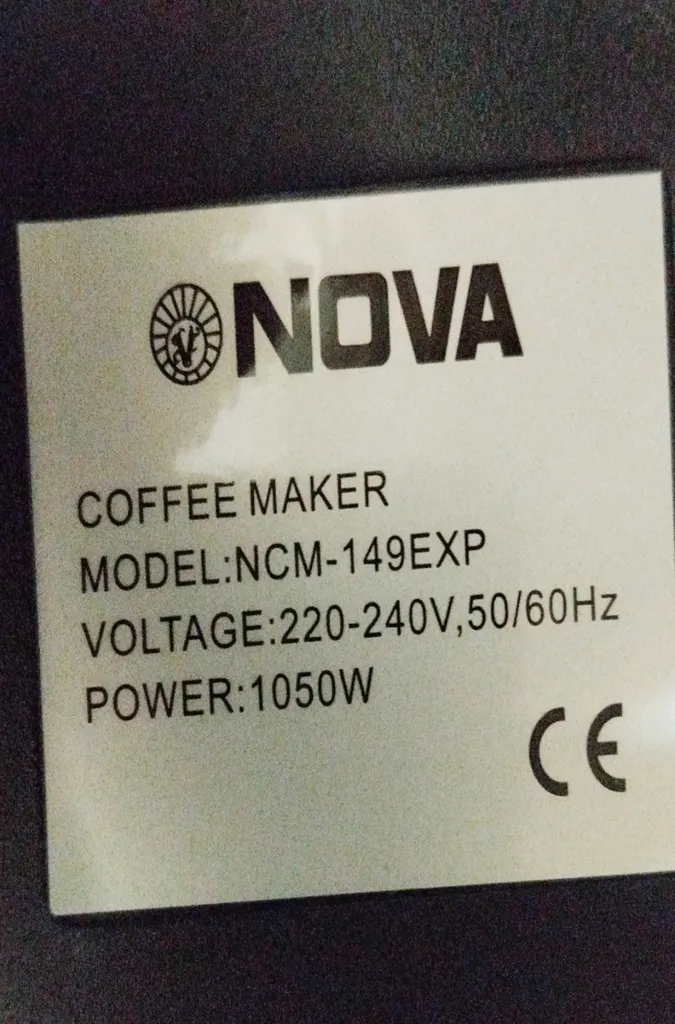 NOVA
COFFEE MAKER
MODEL:NCM-149EXP
VOLTAGE:220-240V,50/60Hz
POWER:1050W
CE